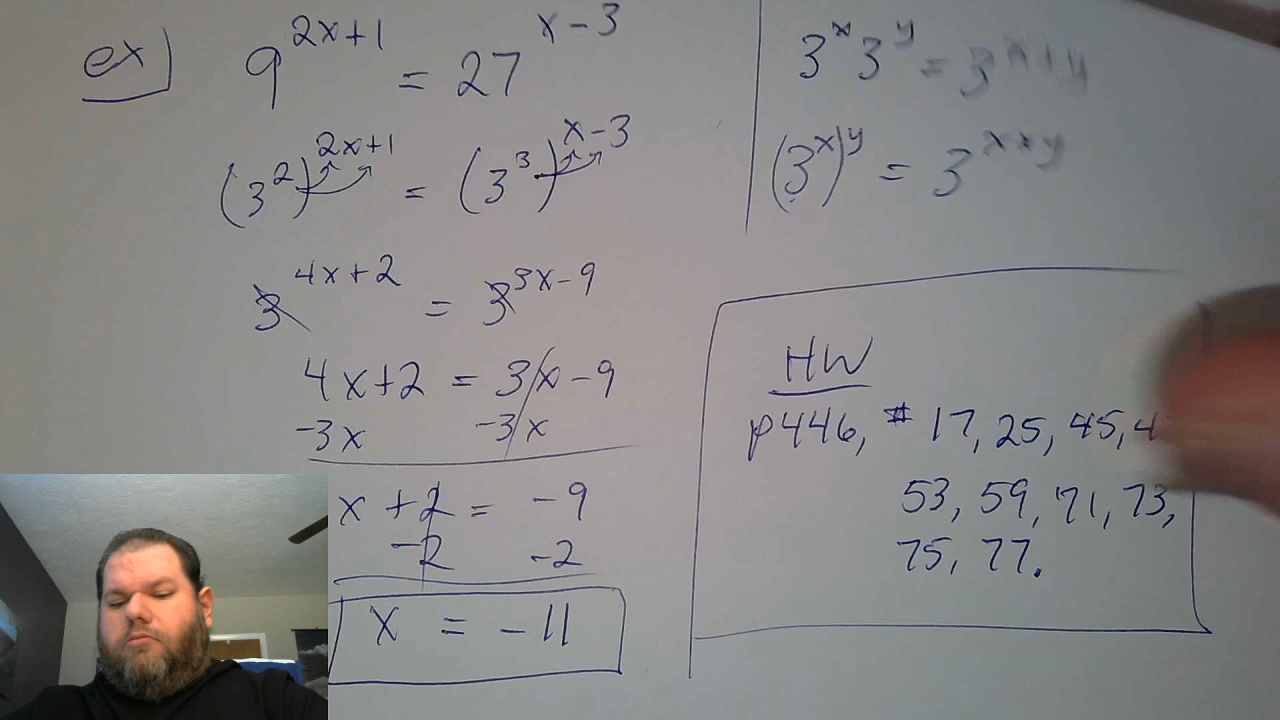 ex) 9^{2x+1} = 27^{x-3}
(3^2)^{2x+1} = (3^3)^{x-3}
3^{4x+2} = 3^{3x-9}
4x+2 = 3x-9
-3x -3x
x+2 = -9
-2 -2
x = -11
3^x 3^y = 3^{x+y}
(3^x)^y = 3^{x*y}
HW
p446, # 17, 25, 45,
53, 59, 71, 73,
75, 77.